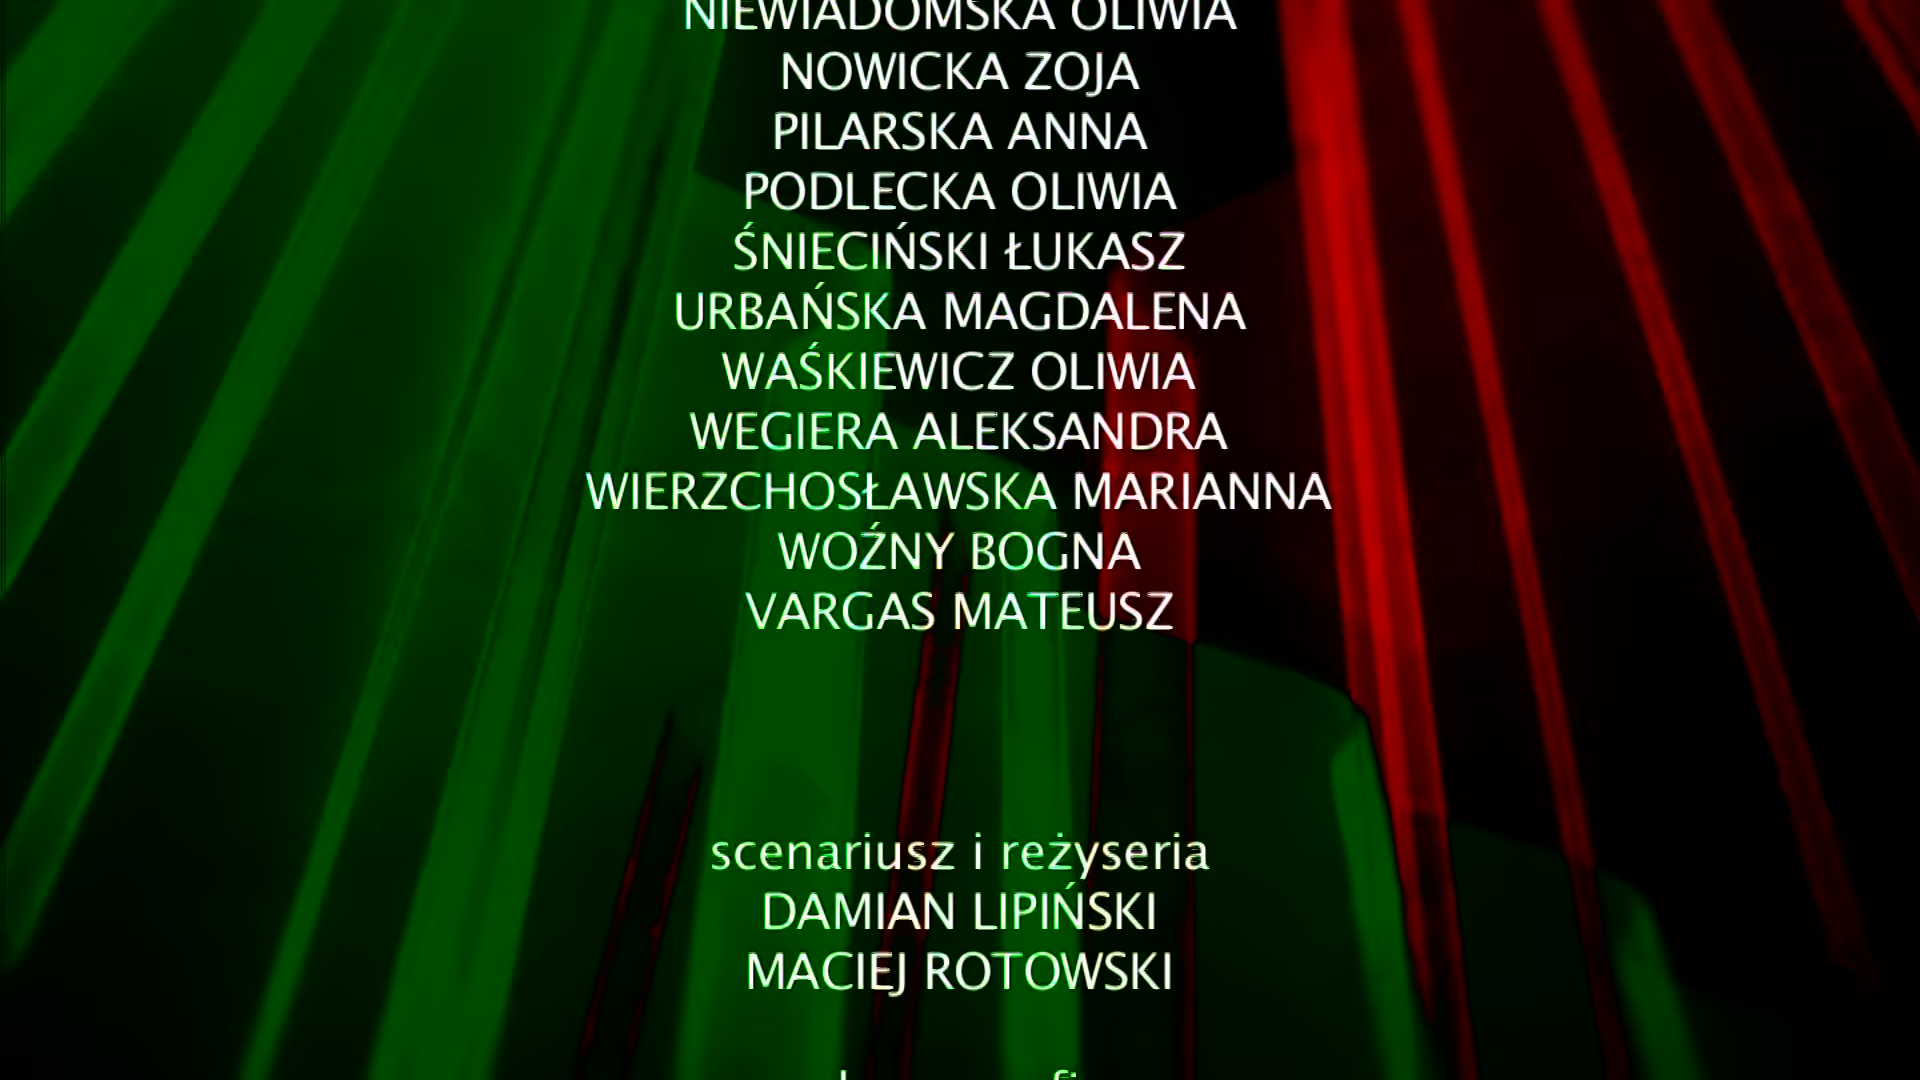 NIEWIADOMSKA OLIWIA
NOWICKA ZOJA
PILARSKA ANNA
PODLECKA OLIWIA
ŚNIECIŃSKI ŁUKASZ
URBAŃSKA MAGDALENA
WAŚKIEWICZ OLIWIA
WEGIERA ALEKSANDRA
WIERZCHOSŁAWSKA MARIANNA
WOŹNY BOGNA
VARGAS MATEUSZ
scenariusz i reżyseria
DAMIAN LIPIŃSKI
MACIEJ ROTOWSKI